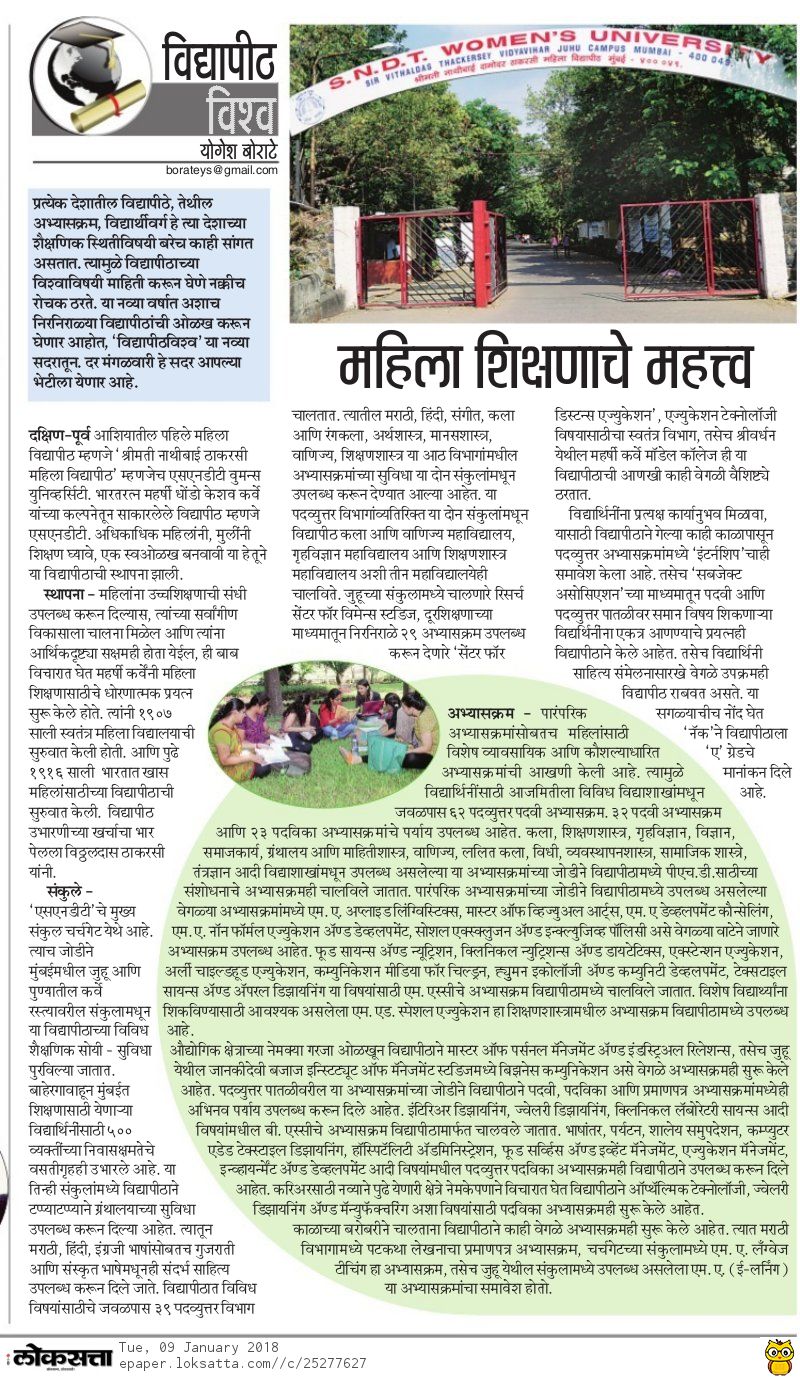 विद्यापीठ
विश्व
योगेश बोराटे
borateys@gmail.com
प्रत्येक देशातील विद्यापीठे, तेथील
अभ्यासक्रम, विद्यार्थीवर्ग हे त्या देशाच्या
शैक्षणिक स्थितीविषयी बरेच काही सांगत
असतात. त्यामुळे विद्यापीठाच्या
विश्वाविषयी माहिती करून घेणे नक्कीच
रोचक ठरते. या नव्या वर्षात अशाच
निरनिराळ्या विद्यापीठांची ओळख करून
घेणार आहोत, ‘विद्यापीठविश्व’ या नव्या
सदरातून. दर मंगळवारी हे सदर आपल्या
भेटीला येणार आहे.
S.N.D.T. WOMEN'S UNIVERSITY
SIR VITHALDAS THACKERSEY VIDYAVIHAR JUHU CAMPUS MUMBAI - 400 049.
श्रीमती नाथीबाई दामोदर ठाकरसी महिला विद्यापीठ मुंबई - ४०० ०४९.
महिला शिक्षणाचे महत्त्व
दक्षिण-पूर्व आशियातील पहिले महिला
विद्यापीठ म्हणजे ‘श्रीमती नाथीबाई ठाकरसी
महिला विद्यापीठ’ म्हणजेच एसएनडीटी वुमन्स
युनिव्हर्सिटी. भारतरत्न महर्षी धोंडो केशव कर्वे
यांच्या कल्पनेतून साकारलेले विद्यापीठ म्हणजे
एसएनडीटी. अधिकाधिक महिलांनी, मुलींनी
शिक्षण घ्यावे, एक स्वओळख बनवावी या हेतूने
या विद्यापीठाची स्थापना झाली.
स्थापना - महिलांना उच्चशिक्षणाची संधी
उपलब्ध करून दिल्यास, त्यांच्या सर्वांगीण
विकासाला चालना मिळेल आणि त्यांना
आर्थिकदृष्ट्या सक्षमही होता येईल, ही बाब
विचारात घेत महर्षी कर्वेंनी महिला
शिक्षणासाठीचे धोरणात्मक प्रयत्न
सुरू केले होते. त्यांनी १९०७
साली स्वतंत्र महिला विद्यालयाची
सुरुवात केली होती. आणि पुढे
१९१६ साली भारतात खास
महिलांसाठीच्या विद्यापीठाची
सुरुवात केली. विद्यापीठ
उभारणीच्या खर्चाचा भार
पेलला विठ्ठलदास ठाकरसी
यांनी.
संकुले -
‘एसएनडीटी’चे मुख्य
संकुल चर्चगेट येथे आहे.
त्याच जोडीने
मुंबईमधील जुहू आणि
पुण्यातील कर्वे
रस्त्यावरील संकुलामधून
या विद्यापीठाच्या विविध
शैक्षणिक सोयी - सुविधा
पुरविल्या जातात.
बाहेरगावाहून मुंबईत
शिक्षणासाठी येणाऱ्या
विद्यार्थिनींसाठी ५००
व्यक्तींच्या निवासक्षमतेचे
वसतीगृहही उभारले आहे. या
तिन्ही संकुलांमध्ये विद्यापीठाने
टप्प्याटप्प्याने ग्रंथालयाच्या सुविधा
उपलब्ध करून दिल्या आहेत. त्यातून
मराठी, हिंदी, इंग्रजी भाषांसोबतच गुजराती
आणि संस्कृत भाषेमधूनही संदर्भ साहित्य
उपलब्ध करून दिले जाते. विद्यापीठात विविध
विषयांसाठीचे जवळपास ३९ पदव्युत्तर विभाग
चालतात. त्यातील मराठी, हिंदी, संगीत, कला
आणि रंगकला, अर्थशास्त्र, मानसशास्त्र,
वाणिज्य, शिक्षणशास्त्र या आठ विभागांमधील
अभ्यासक्रमांच्या सुविधा या दोन संकुलांमधून
उपलब्ध करून देण्यात आल्या आहेत. या
पदव्युत्तर विभागांव्यतिरिक्त या दोन संकुलांमधून
विद्यापीठ कला आणि वाणिज्य महाविद्यालय,
गृहविज्ञान महाविद्यालय आणि शिक्षणशास्त्र
महाविद्यालय अशी तीन महाविद्यालयेही
चालविते. जुहूच्या संकुलामध्ये चालणारे रिसर्च
सेंटर फॉर विमेन्स स्टडिज, दूरशिक्षणाच्या
माध्यमातून निरनिराळे २९ अभ्यासक्रम उपलब्ध
करून देणारे ‘सेंटर फॉर
डिस्टन्स एज्युकेशन’, एज्युकेशन टेक्नोलॉजी
विषयासाठीचा स्वतंत्र विभाग, तसेच श्रीवर्धन
येथील महर्षी कर्वे मॉडेल कॉलेज ही या
विद्यापीठाची आणखी काही वेगळी वैशिष्ट्ये
ठरतात.
विद्यार्थिनींना प्रत्यक्ष कार्यानुभव मिळावा,
यासाठी विद्यापीठाने गेल्या काही काळापासून
पदव्युत्तर अभ्यासक्रमांमध्ये ‘इंटर्नशिप’चाही
समावेश केला आहे. तसेच ‘सबजेक्ट
असोसिएशन’च्या माध्यमातून पदवी आणि
पदव्युत्तर पातळीवर समान विषय शिकणाऱ्या
विद्यर्थिनींना एकत्र आणण्याचे प्रयत्नही
विद्यापीठाने केले आहेत. तसेच विद्यार्थिनी
साहित्य संमेलनासारखे वेगळे उपक्रमही
विद्यापीठ राबवत असते. या
सगळ्याचीच नोंद घेत
‘नॅक’ने विद्यापीठाला
‘ए’ ग्रेडचे
मानांकन दिले
आहे.
अभ्यासक्रम - पारंपरिक
अभ्यासक्रमांसोबतच महिलांसाठी
विशेष व्यावसायिक आणि कौशल्याधारित
अभ्यासक्रमांची आखणी केली आहे. त्यामुळे
विद्यार्थिनींसाठी आजमितीला विविध विद्याशाखांमधून
जवळपास ६२ पदव्युत्तर पदवी अभ्यासक्रम. ३२ पदवी अभ्यासक्रम
आणि २३ पदविका अभ्यासक्रमांचे पर्याय उपलब्ध आहेत. कला, शिक्षणशास्त्र, गृहविज्ञान, विज्ञान,
समाजकार्य, ग्रंथालय आणि माहितीशास्त्र, वाणिज्य, ललित कला, विधी, व्यवस्थापनशास्त्र, सामाजिक शास्त्रे,
तंत्रज्ञान आदी विद्याशाखांमधून उपलब्ध असलेल्या या अभ्यासक्रमांच्या जोडीने विद्यापीठामध्ये पीएच.डी.साठीच्या
संशोधनाचे अभ्यासक्रमही चालविले जातात. पारंपरिक अभ्यासक्रमांच्या जोडीने विद्यापीठामध्ये उपलब्ध असलेल्या
वेगळ्या अभ्यासक्रमांमध्ये एम. ए. अप्लाइड लिंग्विस्टिक्स, मास्टर ऑफ व्हिज्युअल आर्ट्स, एम. ए डेव्हलपमेंट कौन्सेलिंग,
एम. ए. नॉन फॉर्मल एज्युकेशन अ‍ॅण्ड डेव्हलपमेंट, सोशल एक्स्क्लुजन अ‍ॅण्ड इन्क्ल्युजिव्ह पॉलिसी असे वेगळ्या वाटेने जाणारे
अभ्यासक्रम उपलब्ध आहेत. फूड सायन्स अ‍ॅण्ड न्यूट्रिशन, क्लिनिकल न्युट्रिशन्स अ‍ॅण्ड डायटेटिक्स, एक्स्टेन्शन एज्युकेशन,
अर्ली चाइल्डहूड एज्युकेशन, कम्युनिकेशन मीडिया फॉर चिल्ड्रन, ह्युमन इकोलॉजी अ‍ॅण्ड कम्युनिटी डेव्हलपमेंट, टेक्सटाइल
सायन्स अ‍ॅण्ड अ‍ॅपरल डिझायनिंग या विषयांसाठी एम. एस्सीचे अभ्यासक्रम विद्यापीठामध्ये चालविले जातात. विशेष विद्यार्थ्यांना
शिकविण्यासाठी आवश्यक असलेला एम. एड. स्पेशल एज्युकेशन हा शिक्षणशास्त्रामधील अभ्यासक्रम विद्यापीठामध्ये उपलब्ध
आहे.
औद्योगिक क्षेत्राच्या नेमक्या गरजा ओळखून विद्यापीठाने मास्टर ऑफ पर्सनल मॅनेजमेंट अ‍ॅण्ड इंडस्ट्रिअल रिलेशन्स, तसेच जुहू
येथील जानकीदेवी बजाज इन्स्टिट्यूट ऑफ मॅनेजमेंट स्टडिजमध्ये बिझनेस कम्युनिकेशन असे वेगळे अभ्यासक्रमही सुरू केले
आहेत. पदव्युत्तर पातळीवरील या अभ्यासक्रमांच्या जोडीने विद्यापीठाने पदवी, पदविका आणि प्रमाणपत्र अभ्यासक्रमांमध्येही
अभिनव पर्याय उपलब्ध करून दिले आहेत. इंटिरिअर डिझायनिंग, ज्वेलरी डिझायनिंग, क्लिनिकल लॅबोरेटरी सायन्स आदी
विषयांमधील बी. एस्सीचे अभ्यासक्रम विद्यापीठामार्फत चालवले जातात. भाषांतर, पर्यटन, शालेय समुपदेशन, कम्प्युटर
एडेड टेक्स्टाइल डिझायनिंग, हॉस्पिटॅलिटी अ‍ॅडमिनिस्ट्रेशन, फूड सर्व्हिस अ‍ॅण्ड इव्हेंट मॅनेजमेंट, एज्युकेशन मॅनेजमेंट,
इन्व्हायर्न्मेंट अ‍ॅण्ड डेव्हलपमेंट आदी विषयांमधील पदव्युत्तर पदविका अभ्यासक्रमही विद्यापीठाने उपलब्ध करून दिले
आहेत. करिअरसाठी नव्याने पुढे येणारी क्षेत्रे नेमकेपणाने विचारात घेत विद्यापीठाने ऑप्थॅल्मिक टेक्नोलॉजी, ज्वेलरी
डिझायनिंग अ‍ॅण्ड मॅन्युफॅक्चरिंग अशा विषयांसाठी पदविका अभ्यासक्रमही सुरू केले आहेत.
काळाच्या बरोबरीने चालताना विद्यापीठाने काही वेगळे अभ्यासक्रमही सुरू केले आहेत. त्यात मराठी
विभागामध्ये पटकथा लेखनाचा प्रमाणपत्र अभ्यासक्रम, चर्चगेटच्या संकुलामध्ये एम. ए. लँग्वेज
टीचिंग हा अभ्यासक्रम, तसेच जुहू येथील संकुलामध्ये उपलब्ध असलेला एम. ए. (ई-लर्निंग)
या अभ्यासक्रमांचा समावेश होतो.
लोकसत्ता
Tue, 09 January 2018
epaper.loksatta.com//c/25277627